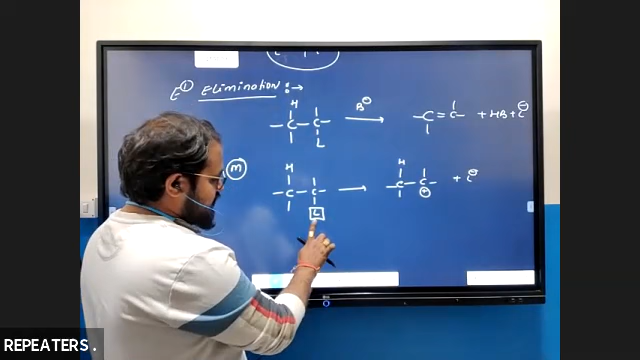 E① Elimination :→
H
– C – C –   B⊖ →   – C = C –   + HB + L⊖
L
(M)
H   H
– C – C –   →   – C – C –   + L⊖
L   ⊕
REPEATERS.